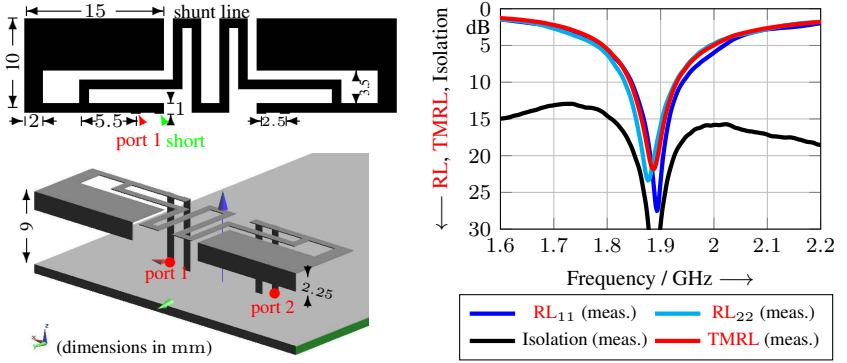 15
shunt line
10
3.5
1
2
5.5
2.5
port 1
short
9
port 1
2.25
port 2
z
x
(dimensions in mm)
0
dB
5
10
15
20
25
30
1.6
1.8
1.9
2
2.1
2.2
⟵ RL, TMRL, Isolation
Frequency / GHz ⟶
RL11 (meas.)
RL22 (meas.)
Isolation (meas.)
TMRL (meas.)